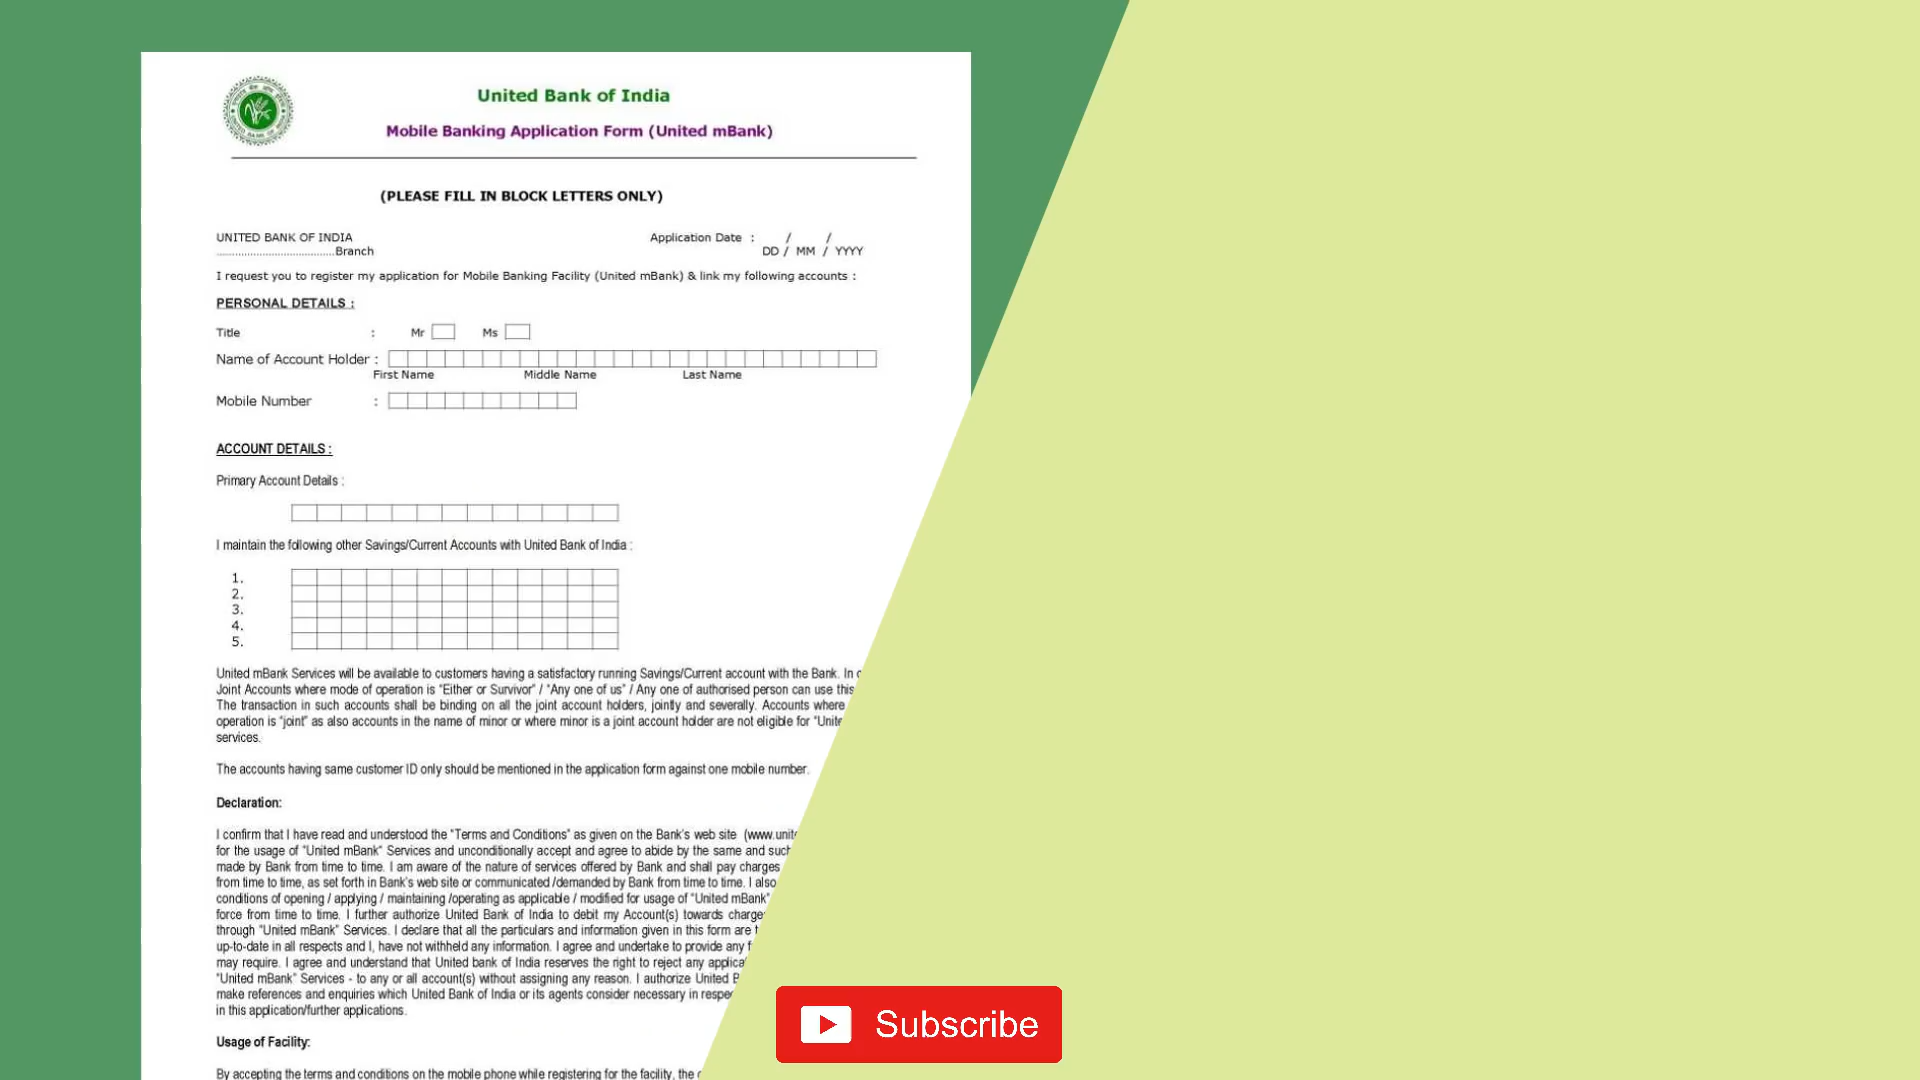 United Bank of India
Mobile Banking Application Form (United mBank)
(PLEASE FILL IN BLOCK LETTERS ONLY)
UNITED BANK OF INDIA Application Date : / /
......................................Branch DD / MM / YYYY
I request you to register my application for Mobile Banking Facility (United mBank) & link my following accounts :
PERSONAL DETAILS :
Title : Mr Ms
Name of Account Holder :
First Name Middle Name Last Name
Mobile Number :
ACCOUNT DETAILS :
Primary Account Details :
I maintain the following other Savings/Current Accounts with United Bank of India :
1.
2.
3.
4.
5.
United mBank Services will be available to customers having a satisfactory running Savings/Current account with the Bank. In
Joint Accounts where mode of operation is "Either or Survivor" / "Any one of us" / Any one of authorised person can use this
The transaction in such accounts shall be binding on all the joint account holders, jointly and severally. Accounts where
operation is "joint" as also accounts in the name of minor or where minor is a joint account holder are not eligible for
services.
The accounts having same customer ID only should be mentioned in the application form against one mobile number.
Declaration:
I confirm that I have read and understood the "Terms and Conditions" as given on the Bank's web site (www.unit
for the usage of "United mBank" Services and unconditionally accept and agree to abide by the same and such
made by Bank from time to time. I am aware of the nature of services offered by Bank and shall pay charges
from time to time, as set forth in Bank's web site or communicated /demanded by Bank from time to time. I also
conditions of opening / applying / maintaining /operating as applicable / modified for usage of "United mBank"
force from time to time. I further authorize United Bank of India to debit my Account(s) towards
through "United mBank" Services. I declare that all the particulars and information given in this form are
up-to-date in all respects and I, have not withheld any information. I agree and undertake to provide any
may require. I agree and understand that United bank of India reserves the right to reject any
"United mBank" Services - to any or all account(s) without assigning any reason. I authorize United
make references and enquiries which United Bank of India or its agents consider necessary in
in this application/further applications.
Usage of Facility:
By accepting the terms and conditions on the mobile phone while registering for the facility, the
Subscribe